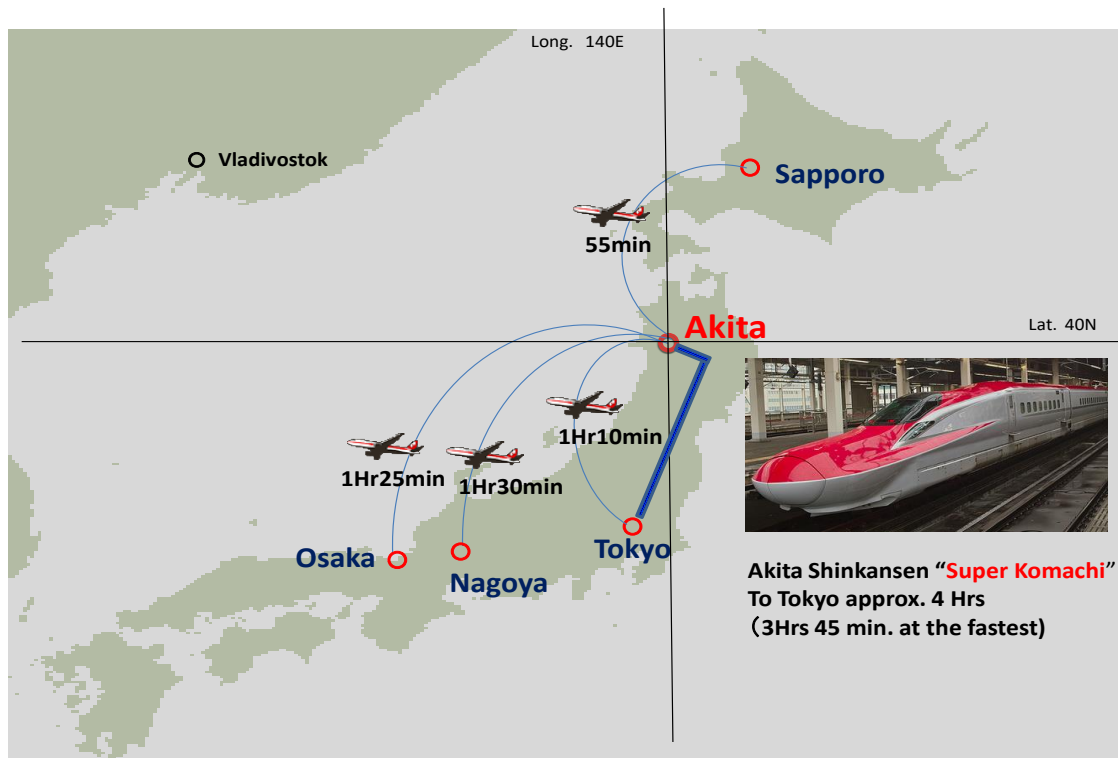 Long. 140E
Vladivostok
Sapporo
55min
Akita
Lat. 40N
1Hr10min
1Hr25min
1Hr30min
Osaka
Nagoya
Tokyo
Akita Shinkansen “Super Komachi”
To Tokyo approx. 4 Hrs
（3Hrs 45 min. at the fastest)